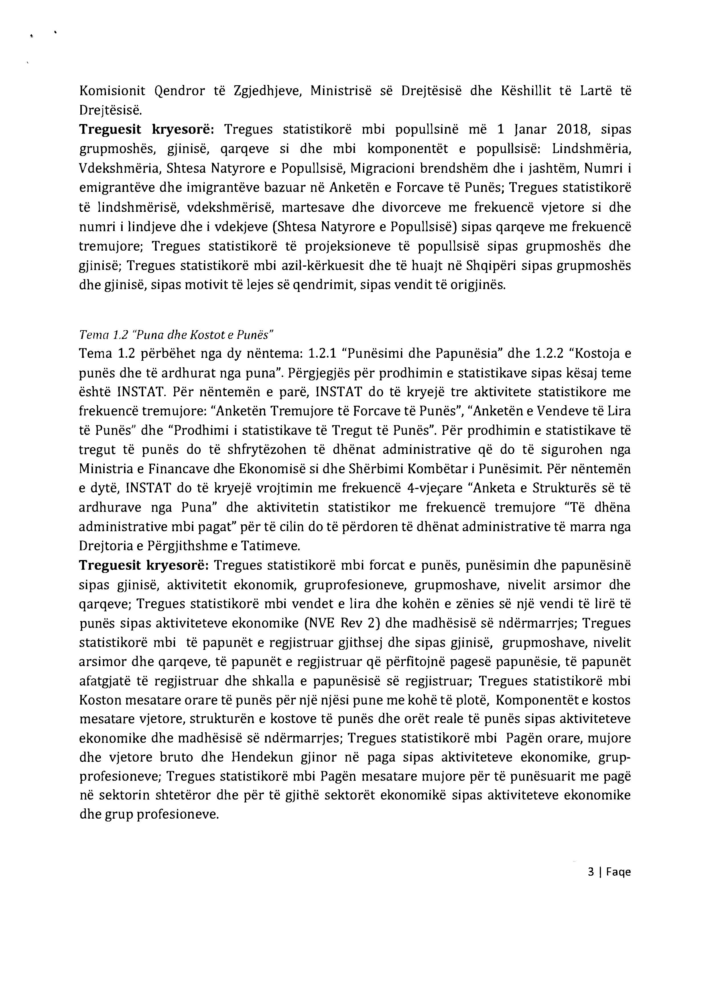 Komisionit Qendror të Zgjedhjeve, Ministrisë së Drejtësisë dhe Këshillit të Lartë të
Drejtësisë.
Treguesit kryesorë: Tregues statistikorë mbi popullsinë më 1 Janar 2018, sipas
grupmoshës, gjinisë, qarqeve si dhe mbi komponentët e popullsisë: Lindshmëria,
Vdekshmëria, Shtesa Natyrore e Popullsisë, Migracioni brendshëm dhe i jashtëm, Numri i
emigrantëve dhe imigrantëve bazuar në Anketën e Forcave të Punës; Tregues statistikorë
të lindshmërisë, vdekshmërisë, martesave dhe divorceve me frekuencë vjetore si dhe
numri i lindjeve dhe i vdekjeve (Shtesa Natyrore e Popullsisë) sipas qarqeve me frekuencë
tremujore; Tregues statistikorë të projeksioneve të popullsisë sipas grupmoshës dhe
gjinisë; Tregues statistikorë mbi azil-kërkuesit dhe të huajt në Shqipëri sipas grupmoshës
dhe gjinisë, sipas motivit të lejes së qendrimit, sipas vendit të origjinës.
Tema 1.2 "Puna dhe Kostot e Punës"
Tema 1.2 përbëhet nga dy nëntema: 1.2.1 "Punësimi dhe Papunësia" dhe 1.2.2 "Kostoja e
punës dhe të ardhurat nga puna". Përgjegjës për prodhimin e statistikave sipas kësaj teme
është INSTAT. Për nëntemën e parë, INSTAT do të kryejë tre aktivitete statistikore me
frekuencë tremujore: "Anketën Tremujore të Forcave të Punës", "Anketën e Vendeve të Lira
të Punës" dhe "Prodhimi i statistikave të Tregut të Punës". Për prodhimin e statistikave të
tregut të punës do të shfrytëzohen të dhënat administrative që do të sigurohen nga
Ministria e Financave dhe Ekonomisë si dhe Shërbimi Kombëtar i Punësimit. Për nëntemën
e dytë, INSTAT do të kryejë vrojtimin me frekuencë 4-vjeçare "Anketa e Strukturës së të
ardhurave nga Puna" dhe aktivitetin statistikor me frekuencë tremujore "Të dhëna
administrative mbi pagat" për të cilin do të përdoren të dhënat administrative të marra nga
Drejtoria e Përgjithshme e Tatimeve.
Treguesit kryesorë: Tregues statistikorë mbi forcat e punës, punësimin dhe papunësinë
sipas gjinisë, aktivitetit ekonomik, gruprofesioneve, grupmoshave, nivelit arsimor dhe
qarqeve; Tregues statistikorë mbi vendet e lira dhe kohën e zënies së një vendi të lirë të
punës sipas aktiviteteve ekonomike (NVE Rev 2) dhe madhësisë së ndërmarrjes; Tregues
statistikorë mbi të papunët e regjistruar gjithsej dhe sipas gjinisë, grupmoshave, nivelit
arsimor dhe qarqeve, të papunët e regjistruar që përfitojnë pagesë papunësie, të papunët
afatgjatë të regjistruar dhe shkalla e papunësisë së regjistruar; Tregues statistikorë mbi
Koston mesatare orare të punës për një njësi pune me kohë të plotë, Komponentët e kostos
mesatare vjetore, strukturën e kostove të punës dhe orët reale të punës sipas aktiviteteve
ekonomike dhe madhësisë së ndërmarrjes; Tregues statistikorë mbi Pagën orare, mujore
dhe vjetore bruto dhe Hendekun gjinor në paga sipas aktiviteteve ekonomike, grup-
profesioneve; Tregues statistikorë mbi Pagën mesatare mujore për të punësuarit me pagë
në sektorin shtetëror dhe për të gjithë sektorët ekonomikë sipas aktiviteteve ekonomike
dhe grup profesioneve.
3 | Faqe